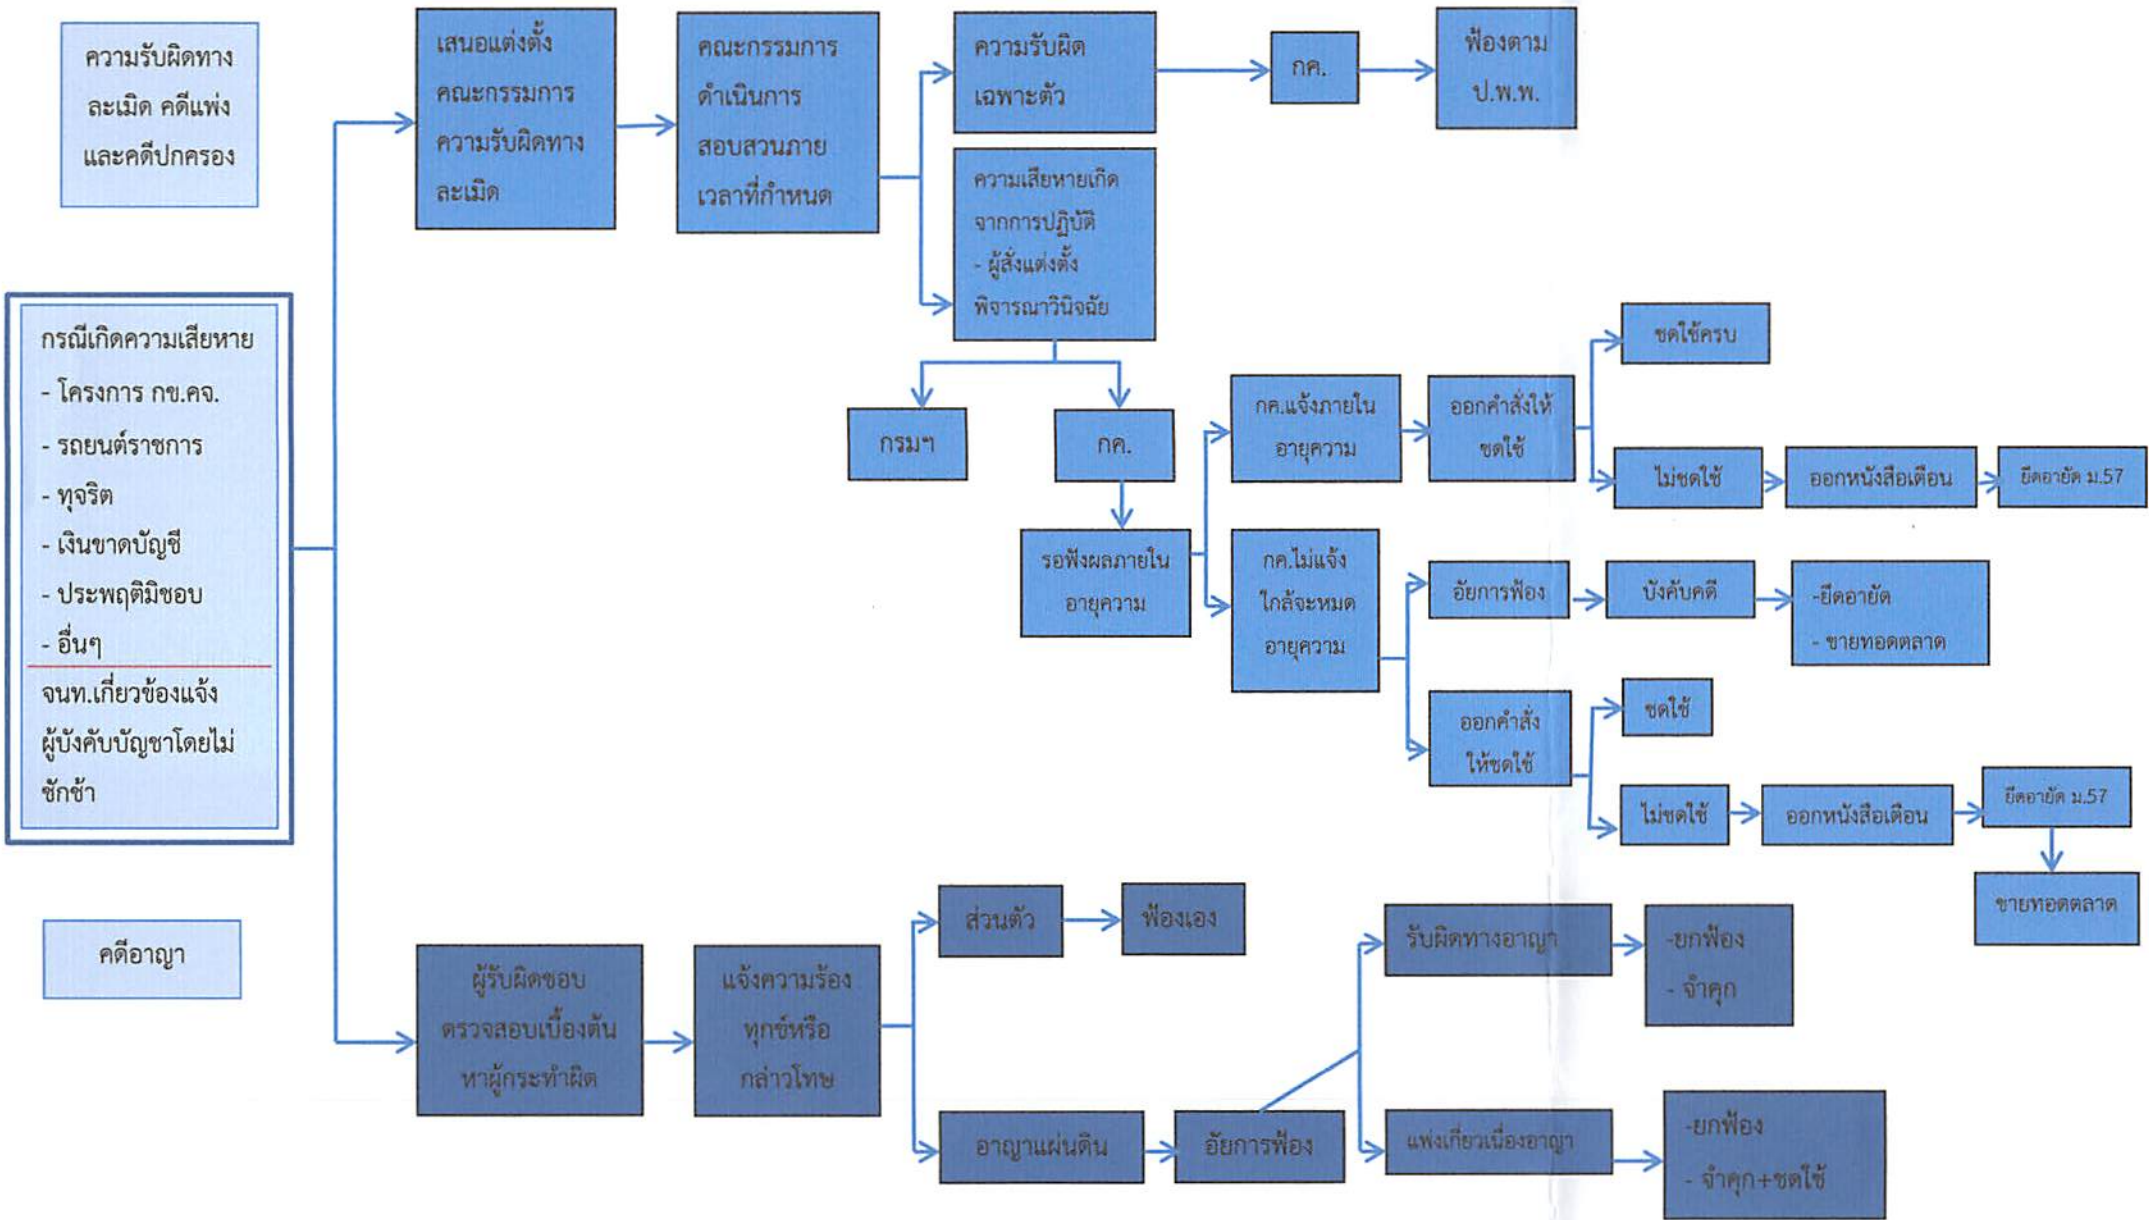 ความรับผิดทาง
ละเมิด คดีแพ่ง
และคดีปกครอง
เสนอแต่งตั้ง
คณะกรรมการ
ความรับผิดทาง
ละเมิด
คณะกรรมการ
ดำเนินการ
สอบสวนภาย
เวลาที่กำหนด
ความรับผิด
เฉพาะตัว
กค.
ฟ้องตาม
ป.พ.พ.
ความเสียหายเกิด
จากการปฏิบัติ
- ผู้สั่งแต่งตั้ง
พิจารณาวินิจฉัย
กรณีเกิดความเสียหาย
- โครงการ กข.คจ.
- รถยนต์ราชการ
- ทุจริต
- เงินขาดบัญชี
- ประพฤติมิชอบ
- อื่นๆ
จนท.เกี่ยวข้องแจ้ง
ผู้บังคับบัญชาโดยไม่
ชักช้า
กรมฯ
กค.
รอฟังผลภายใน
อายุความ
กค.แจ้งภายใน
อายุความ
ออกคำสั่งให้
ชดใช้
ชดใช้ครบ
ไม่ชดใช้
ออกหนังสือเตือน
ยึดอายัด ม.57
กค.ไม่แจ้ง
ใกล้จะหมด
อายุความ
อัยการฟ้อง
บังคับคดี
-ยึดอายัด
- ขายทอดตลาด
ออกคำสั่ง
ให้ชดใช้
ชดใช้
ไม่ชดใช้
ออกหนังสือเตือน
ยึดอายัด ม.57
ขายทอดตลาด
คดีอาญา
ผู้รับผิดชอบ
ตรวจสอบเบื้องต้น
หาผู้กระทำผิด
แจ้งความร้อง
ทุกข์หรือ
กล่าวโทษ
ส่วนตัว
ฟ้องเอง
อาญาแผ่นดิน
อัยการฟ้อง
รับผิดทางอาญา
-ยกฟ้อง
- จำคุก
แพ่งเกี่ยวเนื่องอาญา
-ยกฟ้อง
- จำคุก+ชดใช้